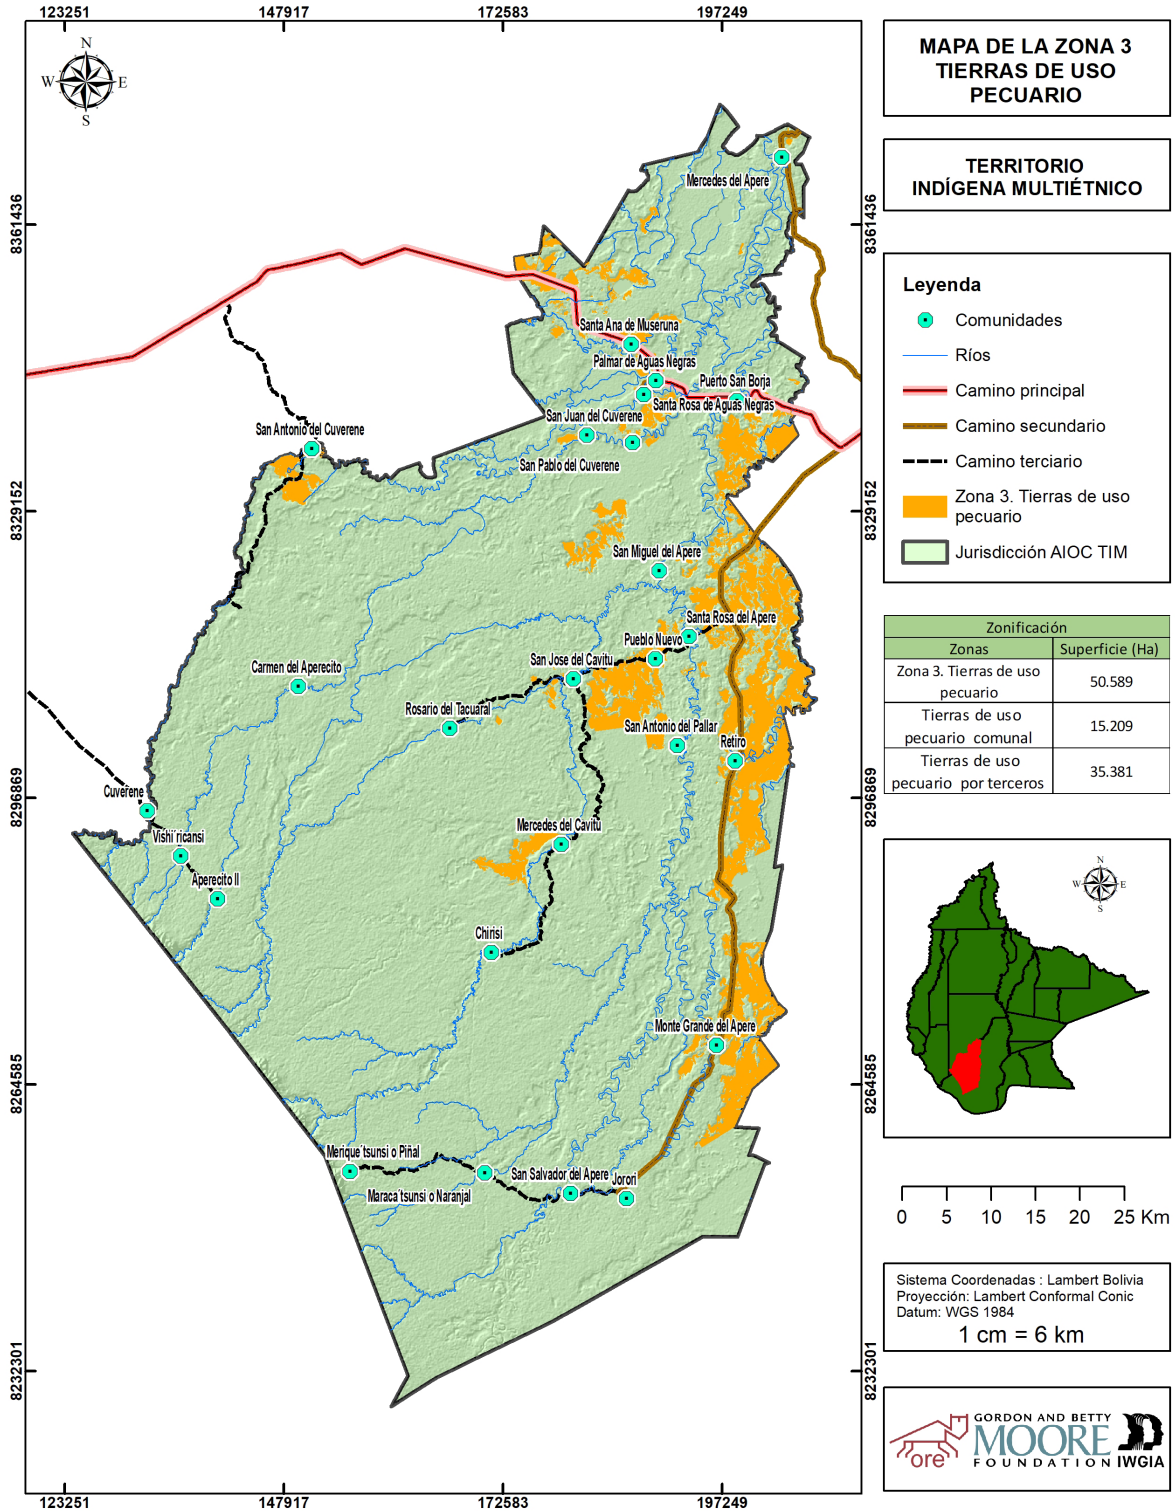 123251 147917 172583 197249
N
W E
S
MAPA DE LA ZONA 3
TIERRAS DE USO
PECUARIO
TERRITORIO
INDÍGENA MULTIÉTNICO
8361436 8361436
8329152 8329152
8296869 8296869
8264585 8264585
8232301 8232301
Mercedes del Apere
Santa Ana de Museruna
Palmar de Aguas Negras
Puerto San Borja
Santa Rosa de Aguas Negras
San Juan del Cuverene
San Antonio del Cuverene
San Pablo del Cuverene
San Miguel del Apere
Santa Rosa del Apere
Pueblo Nuevo
San Jose del Cavitu
Carmen del Aperecito
Rosario del Tacuaral
San Antonio del Pallar
Retiro
Cuverene
Mercedes del Cavitu
Vishi´ricansi
Aperecito II
Chirisi
Monte Grande del Apere
Merique´tsunsi o Piñal
San Salvador del Apere
Jorori
Maraca´tsunsi o Naranjal
Leyenda
Comunidades
Ríos
Camino principal
Camino secundario
Camino terciario
Zona 3. Tierras de uso
pecuario
Jurisdicción AIOC TIM
Zonificación
Zonas Superficie (Ha)
Zona 3. Tierras de uso
pecuario 50.589
Tierras de uso
pecuario comunal 15.209
Tierras de uso
pecuario por terceros 35.381
N
W E
S
0 5 10 15 20 25 Km
Sistema Coordenadas : Lambert Bolivia
Proyección: Lambert Conformal Conic
Datum: WGS 1984
1 cm = 6 km
ore
GORDON AND BETTY
MOORE
FOUNDATION
IWGIA
123251 147917 172583 197249